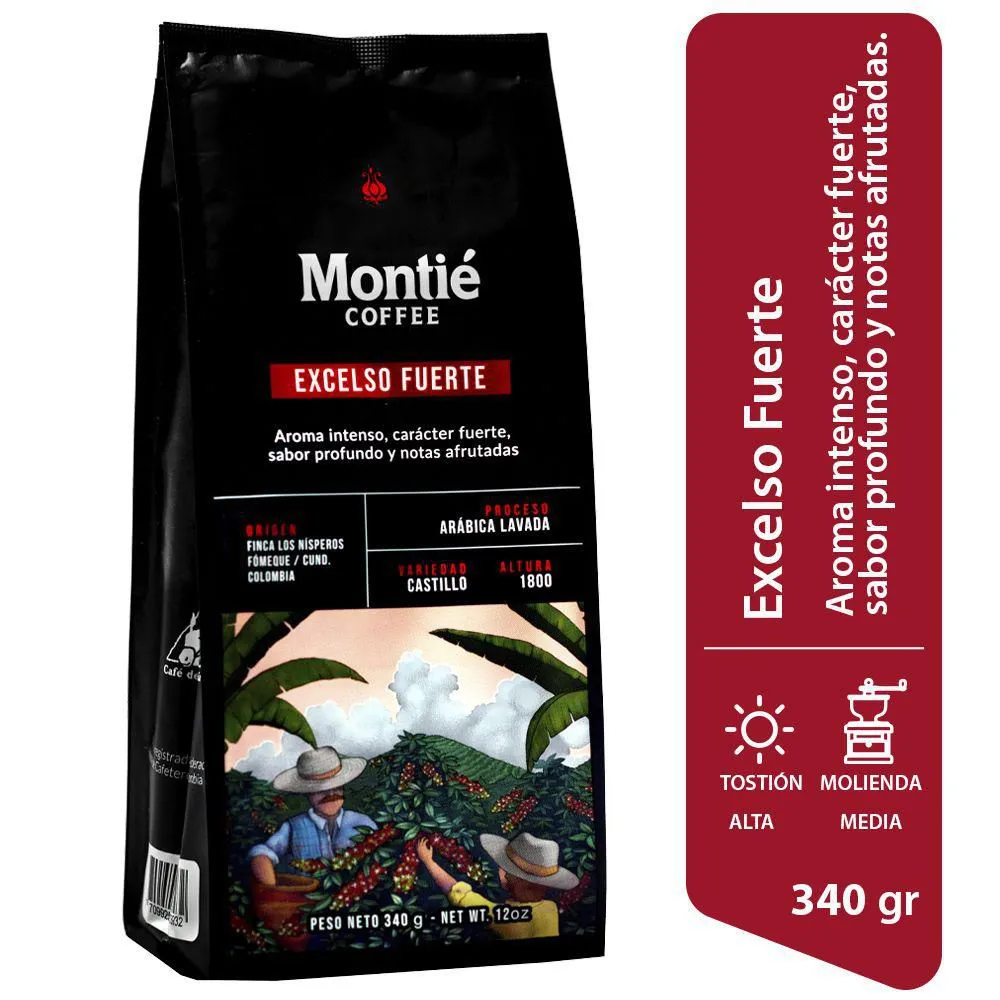 Montié
COFFEE
EXCELSO FUERTE
Aroma intenso, carácter fuerte,
sabor profundo y notas afrutadas
ORIGEN
FINCA LOS NÍSPEROS
FÓMEQUE / CUND.
COLOMBIA
PROCESO
ARÁBICA LAVADA
VARIEDAD
CASTILLO
ALTURA
1800
Café de
PESO NETO 340 g - NET WT. 12oz
Excelso Fuerte
Aroma intenso, carácter fuerte,
sabor profundo y notas afrutadas.
TOSTIÓN
ALTA
MOLIENDA
MEDIA
340 gr